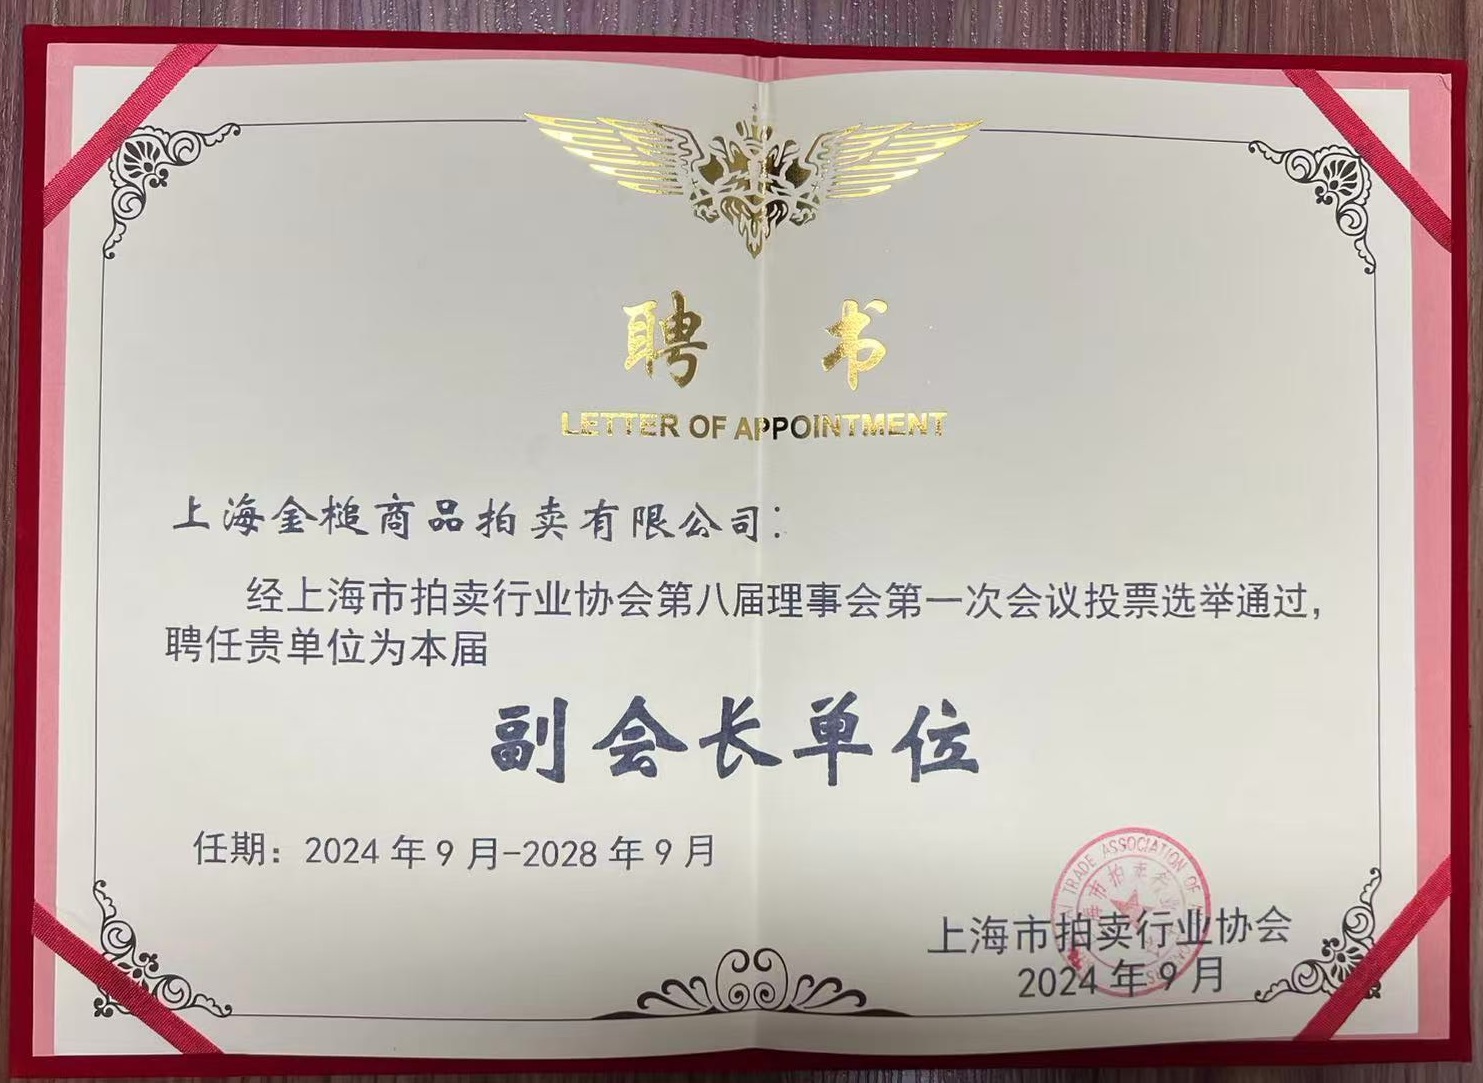 聘 书
LETTER OF APPOINTMENT
上海金槌商品拍卖有限公司：
经上海市拍卖行业协会第八届理事会第一次会议投票选举通过，
聘任贵单位为本届
副会长单位
任期：2024年9月-2028年9月
TRADE ASSOCIATION OF
上海市拍卖行业协会
2024年9月